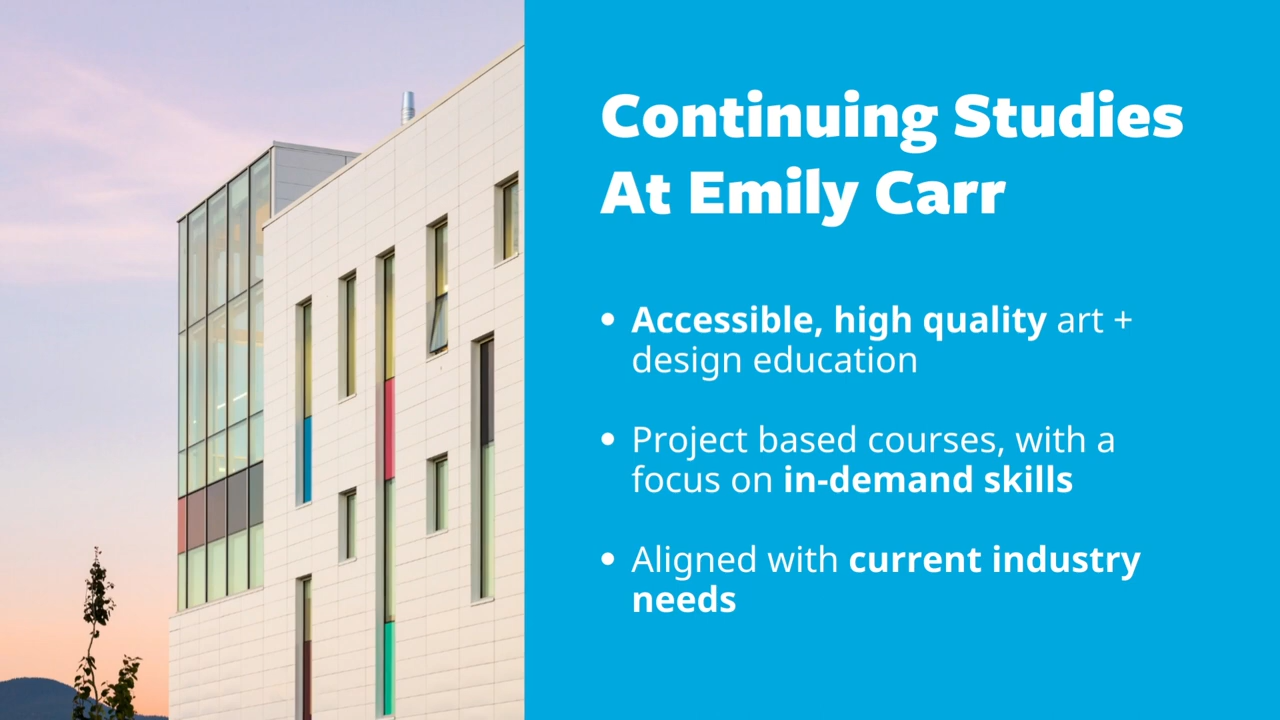 Continuing Studies
At Emily Carr
• Accessible, high quality art +
design education
• Project based courses, with a
focus on in-demand skills
• Aligned with current industry
needs